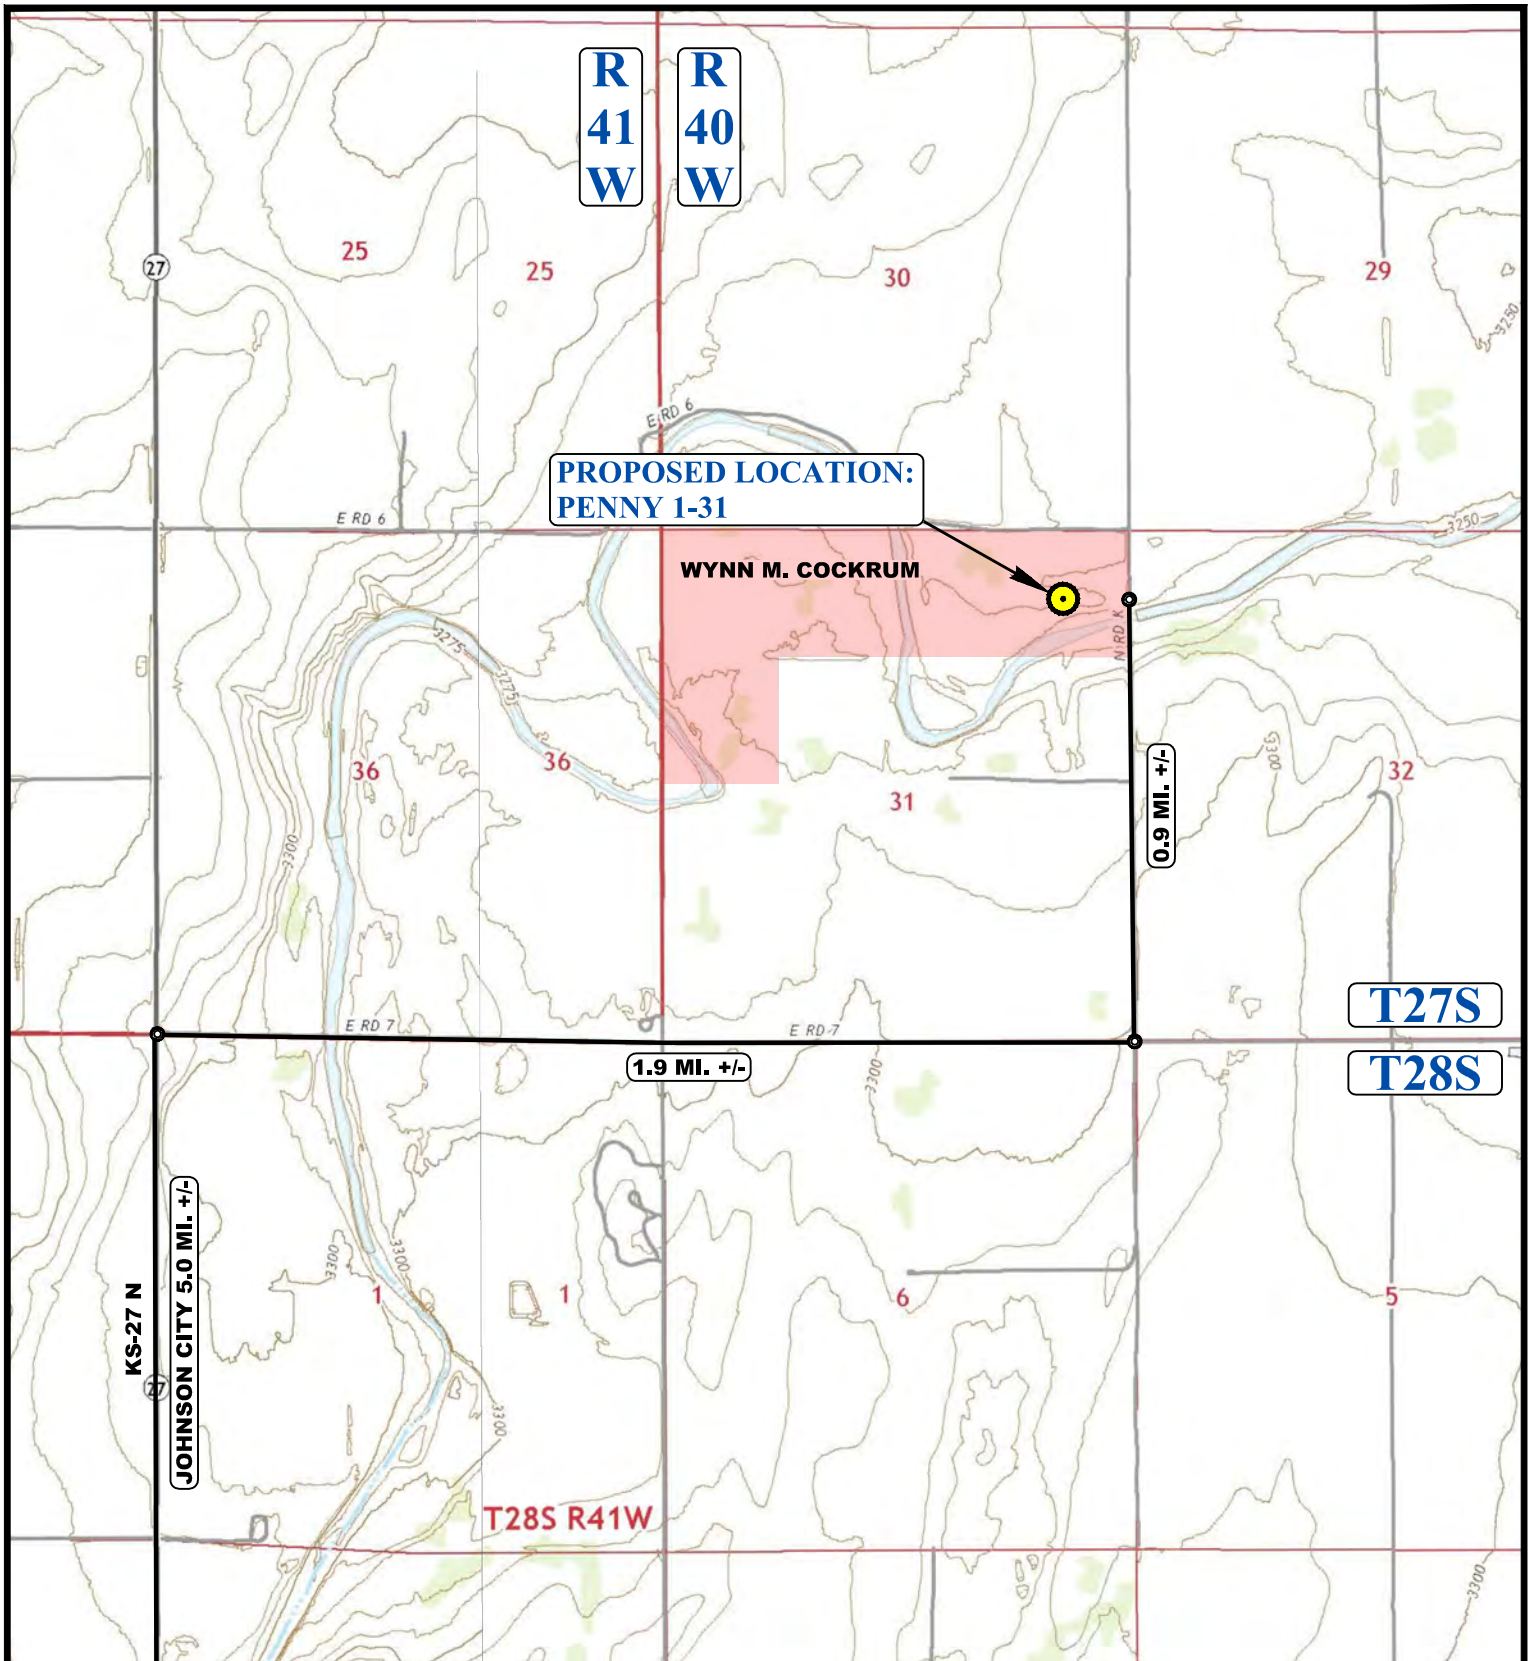 R
41
W
R
40
W
25
25
30
29
27
3250
E RD 6
PROPOSED LOCATION:
PENNY 1-31
E RD 6
3250
WYNN M. COCKRUM
N RD K
3275
3275
36
36
31
32
3300
0.9 MI. +/-
3300
T27S
E RD 7
E RD 7
1.9 MI. +/-
T28S
3300
JOHNSON CITY 5.0 MI. +/-
KS-27 N
27
3300
3300
1
1
6
5
3300
T28S R41W
3300